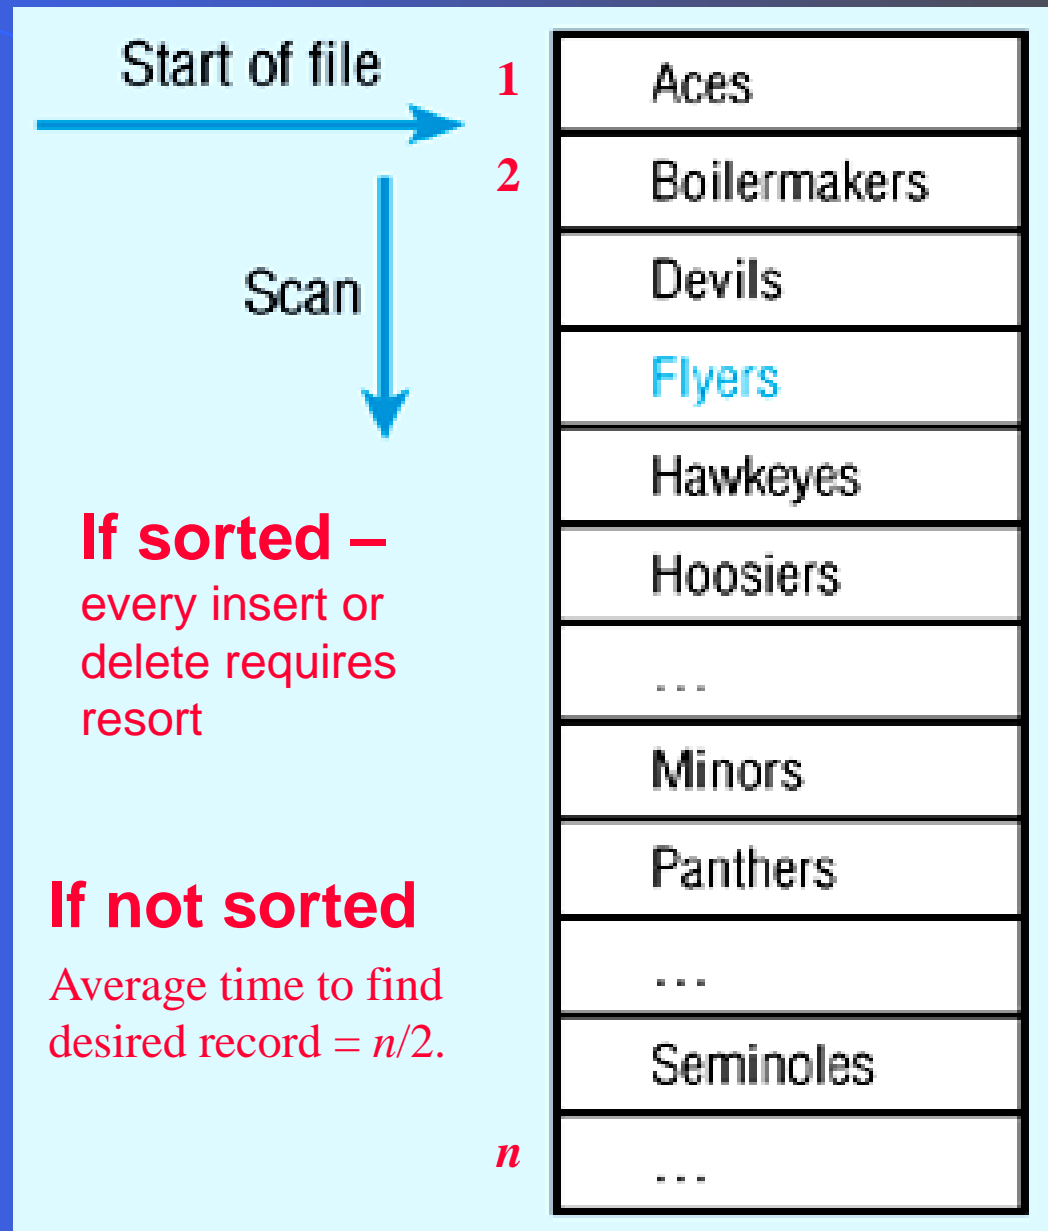 Start of file
Scan
If sorted –
every insert or
delete requires
resort
If not sorted
Average time to find
desired record = n/2.
1
Aces
2
Boilermakers
Devils
Flyers
Hawkeyes
Hoosiers
...
Minors
Panthers
...
Seminoles
n
...